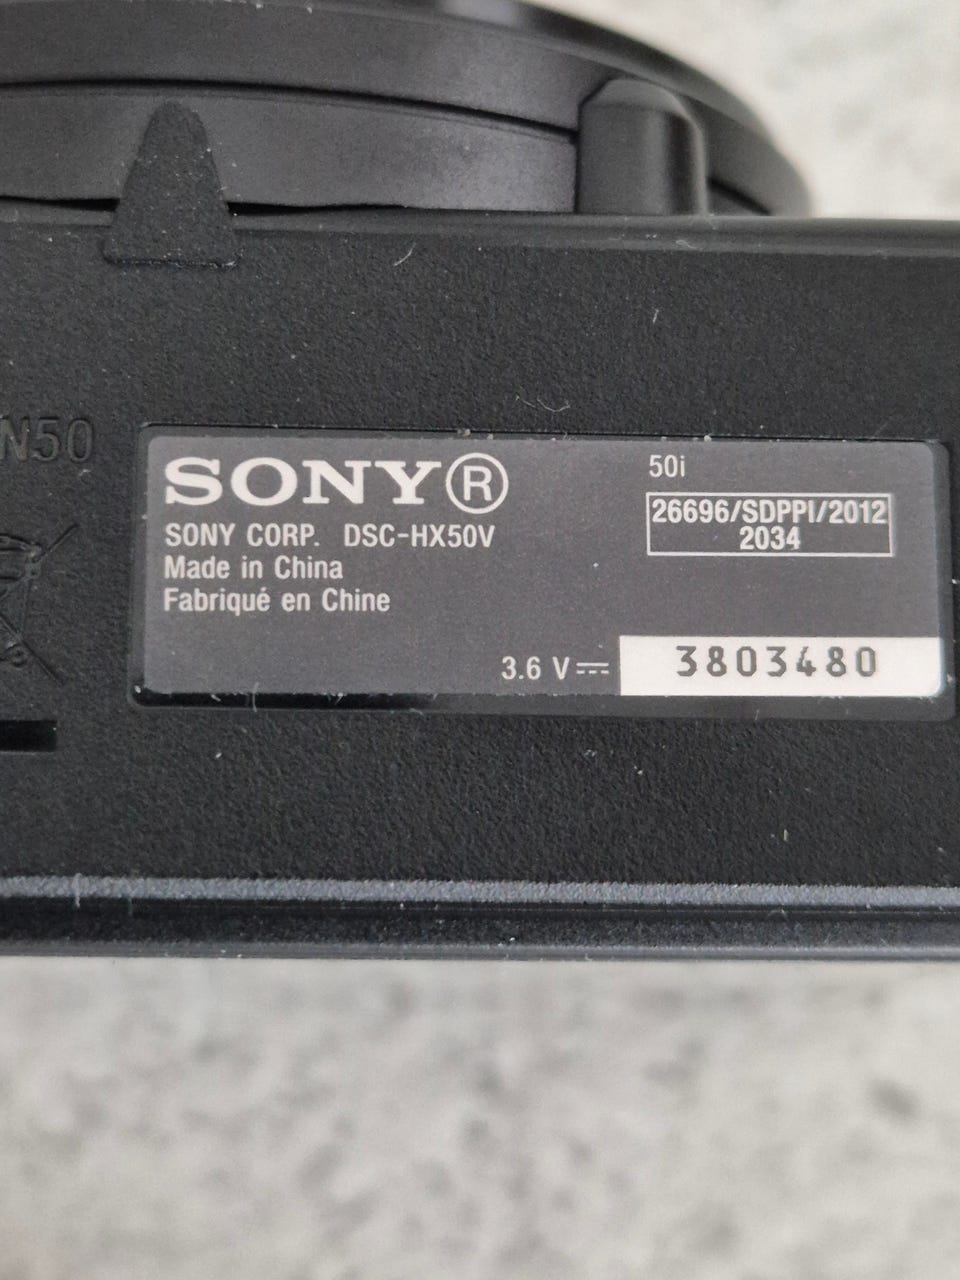 N50
SONY®
SONY CORP. DSC-HX50V
Made in China
Fabriqué en Chine
50i
26696/SDPPI/2012
2034
3.6 V⎓
3803480